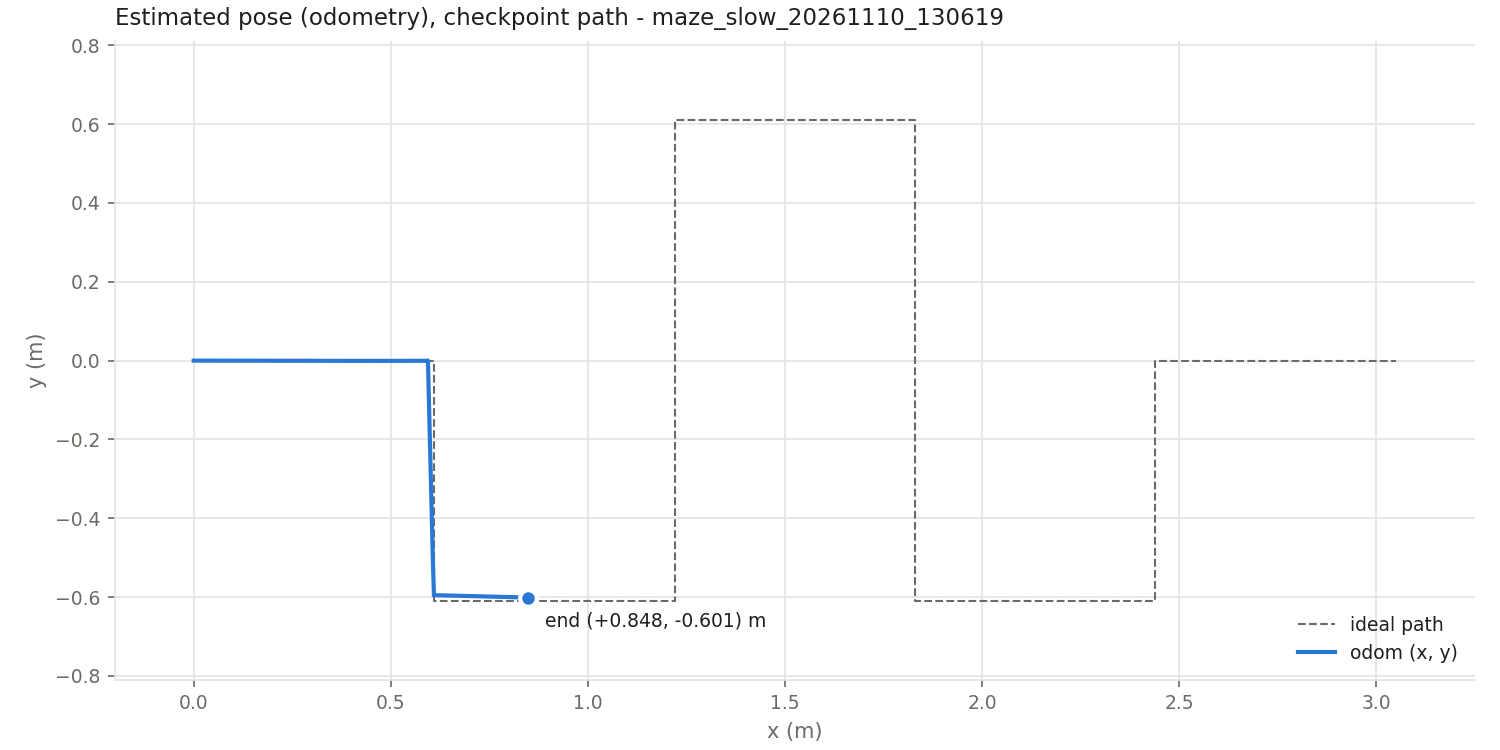 Estimated pose (odometry), checkpoint path - maze_slow_20261110_130619
0.8
0.6
0.4
0.2
0.0
−0.2
−0.4
−0.6
−0.8
y (m)
end (+0.848, -0.601) m
ideal path
odom (x, y)
0.0 0.5 1.0 1.5 2.0 2.5 3.0
x (m)